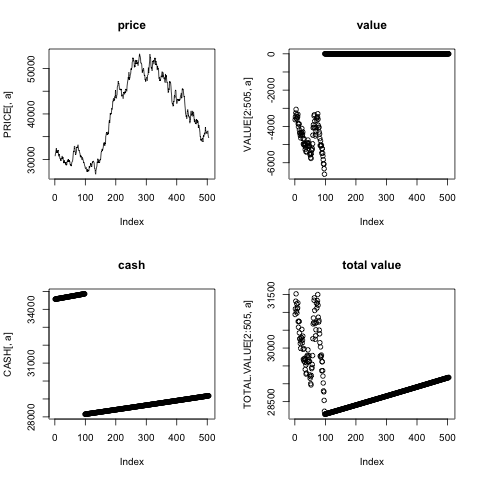 price
PRICE[, a]
30000
40000
50000
0 100 200 300 400 500
Index
value
VALUE[2:505, a]
-6000
-4000
-2000
0
0 100 200 300 400 500
Index
cash
CASH[, a]
28000
31000
34000
0 100 200 300 400 500
Index
total value
TOTAL.VALUE[2:505, a]
28500
30000
31500
0 100 200 300 400 500
Index